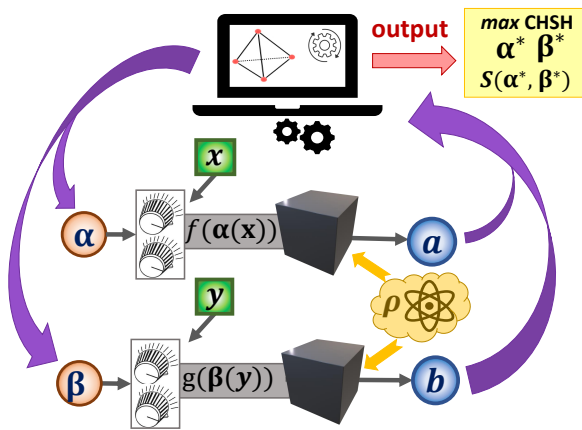 output
max CHSH
α* β*
S(α*, β*)
x
α
f(α(x))
a
y
ρ
β
g(β(y))
b